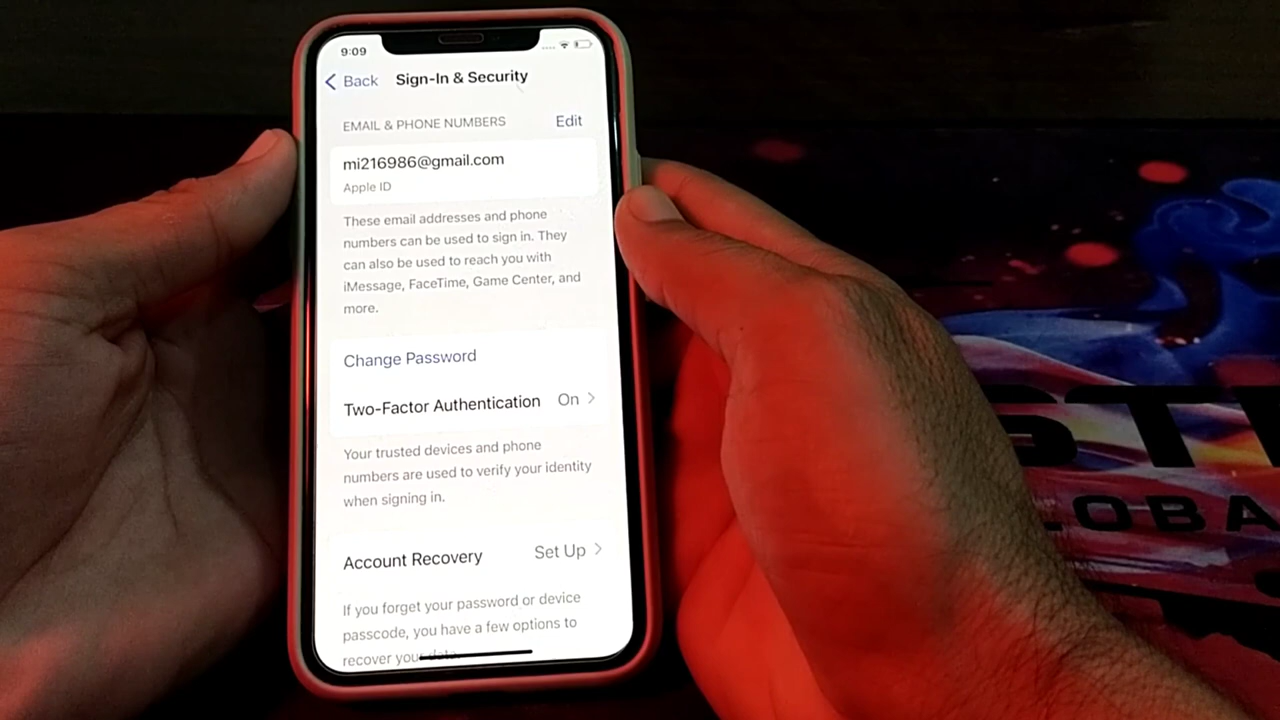 9:09
Back Sign-In & Security
EMAIL & PHONE NUMBERS Edit
mi216986@gmail.com
Apple ID
These email addresses and phone
numbers can be used to sign in. They
can also be used to reach you with
iMessage, FaceTime, Game Center, and
more.
Change Password
Two-Factor Authentication On
Your trusted devices and phone
numbers are used to verify your identity
when signing in.
Account Recovery Set Up
If you forget your password or device
passcode, you have a few options to
recover your data.